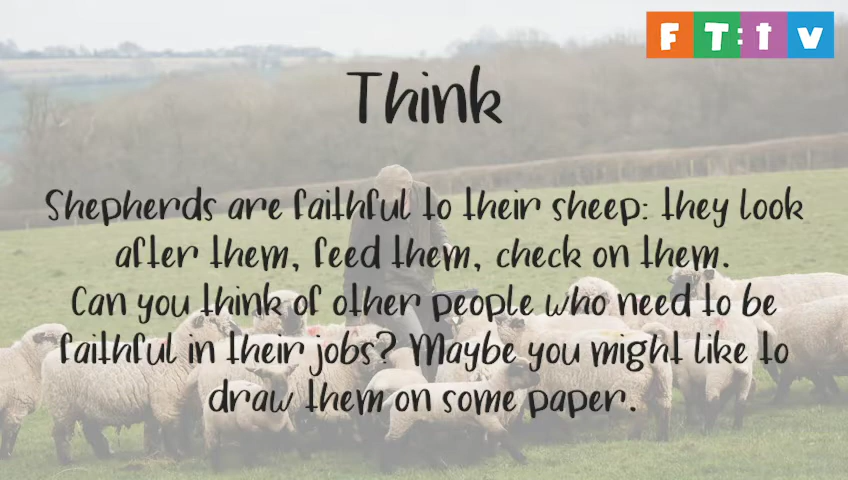 FT:TV
Think
Shepherds are faithful to their sheep: they look
after them, feed them, check on them.
Can you think of other people who need to be
faithful in their jobs? Maybe you might like to
draw them on some paper.